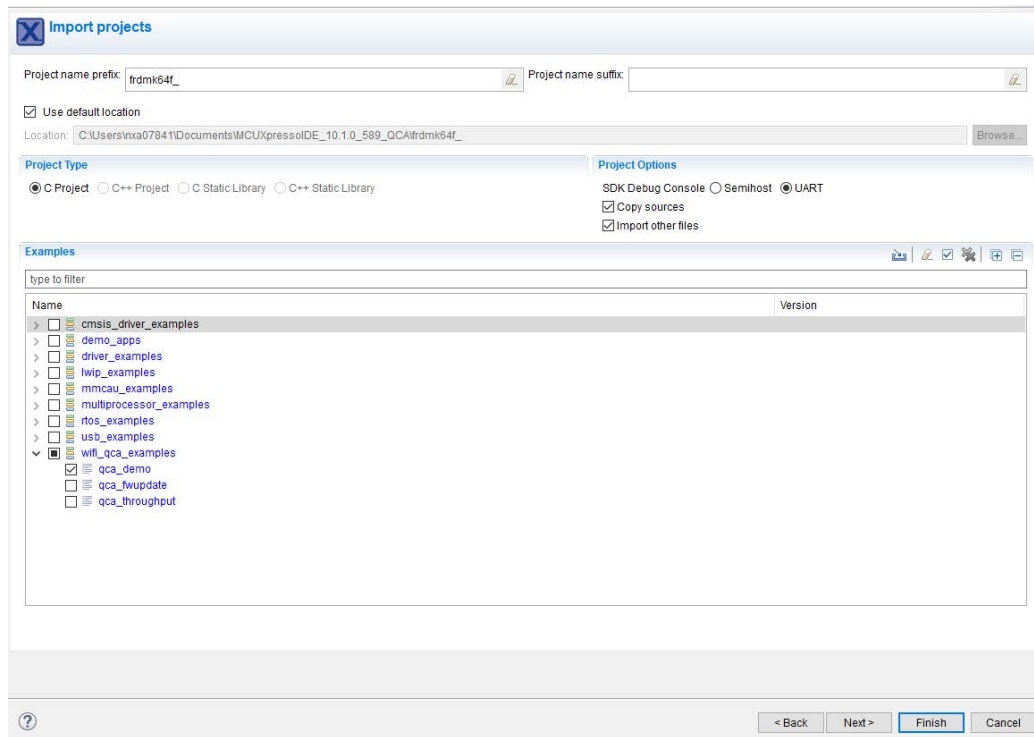 Import projects
Project name prefix: frdmk64f_ Project name suffix:
Use default location
Location: C:\Users\nxa07841\Documents\MCUXpressoIDE_10.1.0_589_QCA\frdmk64f_ Browse...
Project Type Project Options
C Project C++ Project C Static Library C++ Static Library SDK Debug Console Semihost UART
Copy sources
Import other files
Examples
type to filter
Name Version
cmsis_driver_examples
demo_apps
driver_examples
lwip_examples
mmcau_examples
multiprocessor_examples
rtos_examples
usb_examples
wifi_qca_examples
qca_demo
qca_fwupdate
qca_throughput
? < Back Next > Finish Cancel